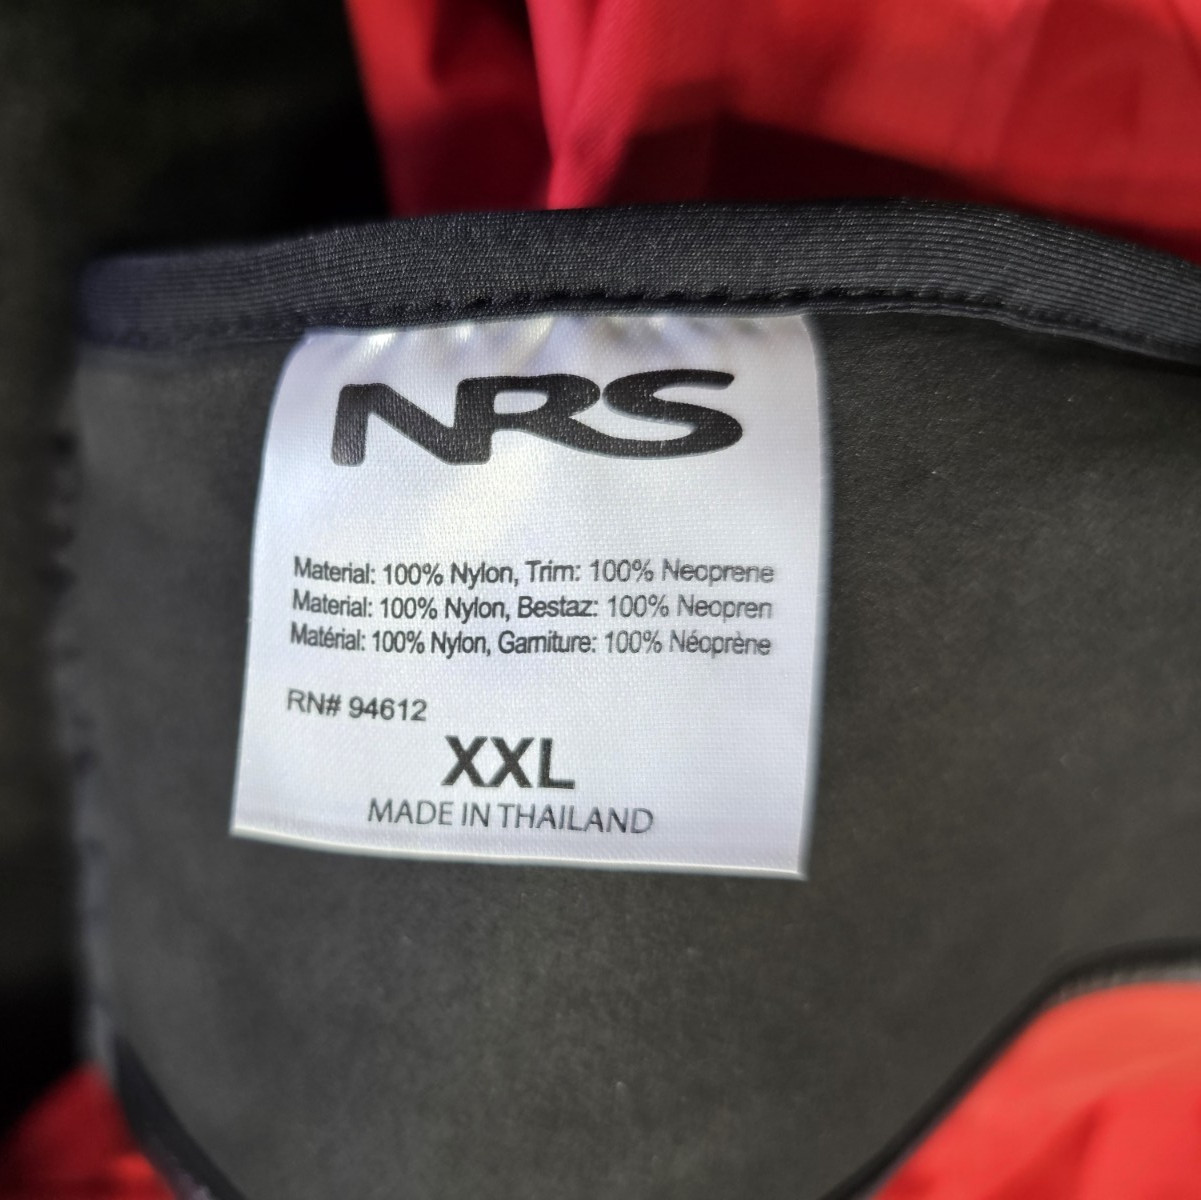 NRS
Material: 100% Nylon, Trim: 100% Neoprene
Material: 100% Nylon, Bestaz: 100% Neopren
Matérial: 100% Nylon, Garniture: 100% Néoprène
RN# 94612
XXL
MADE IN THAILAND